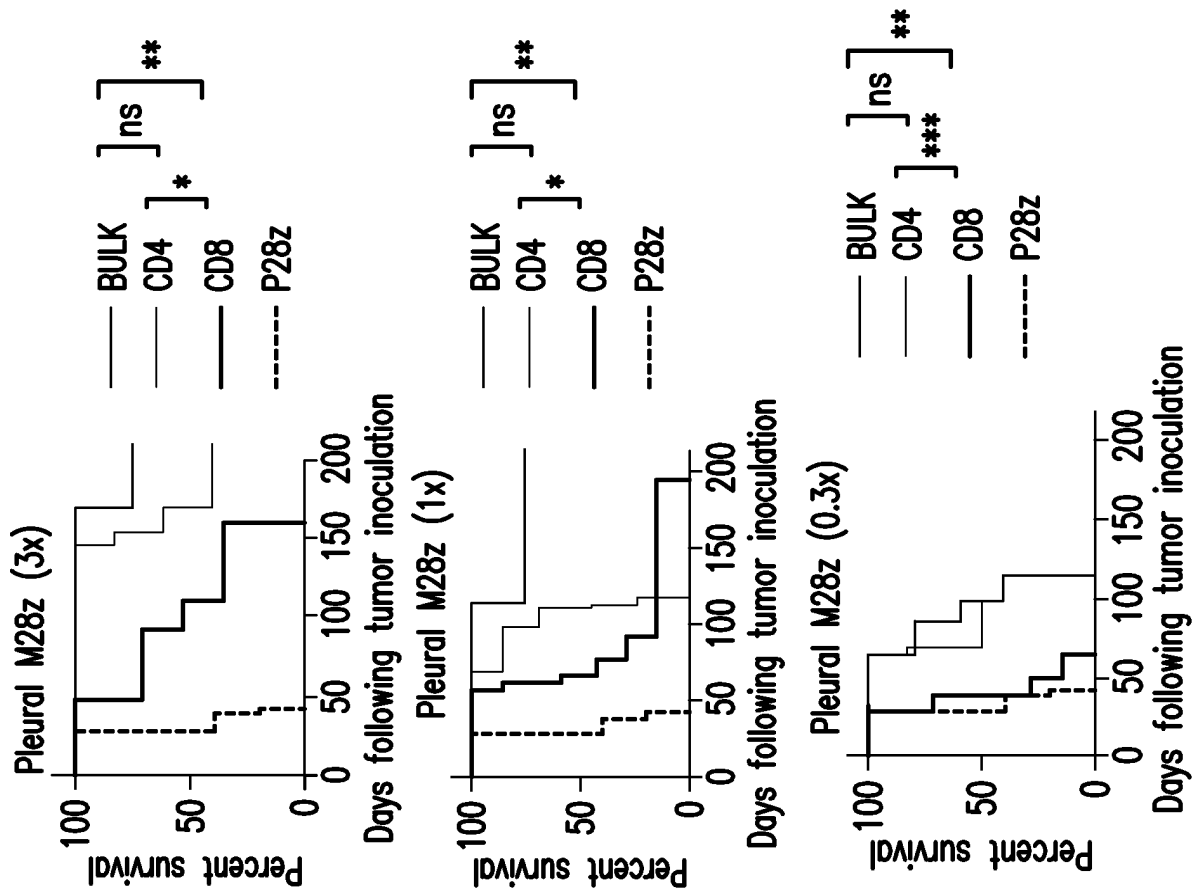 Pleural M28z (3x)
Percent survival
100
50
0
0
50
100
150
200
Days following tumor inoculation
BULK
CD4
CD8
P28z
*
ns
**
Pleural M28z (1x)
Percent survival
100
50
0
0
50
100
150
200
Days following tumor inoculation
BULK
CD4
CD8
P28z
*
ns
**
Pleural M28z (0.3x)
Percent survival
100
50
0
0
50
100
150
200
Days following tumor inoculation
BULK
CD4
CD8
P28z
***
ns
**